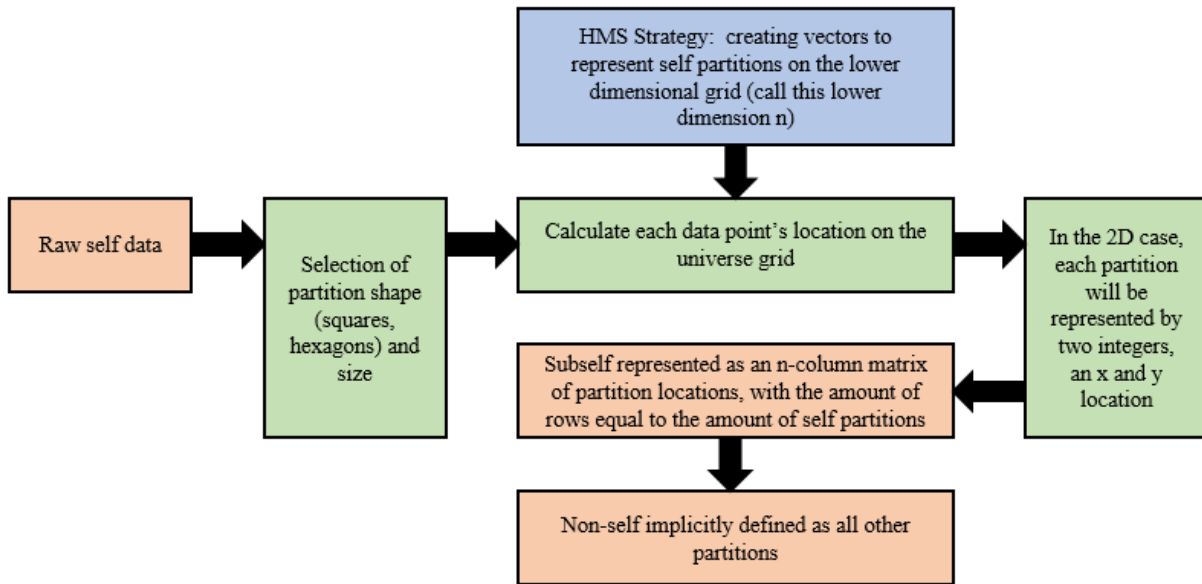 HMS Strategy:  creating vectors to
represent self partitions on the lower
dimensional grid (call this lower
dimension n)
Raw self data
Selection of
partition shape
(squares,
hexagons) and
size
Calculate each data point’s location on the
universe grid
In the 2D case,
each partition
will be
represented by
two integers,
an x and y
location
Subself represented as an n-column matrix
of partition locations, with the amount of
rows equal to the amount of self partitions
Non-self implicitly defined as all other
partitions